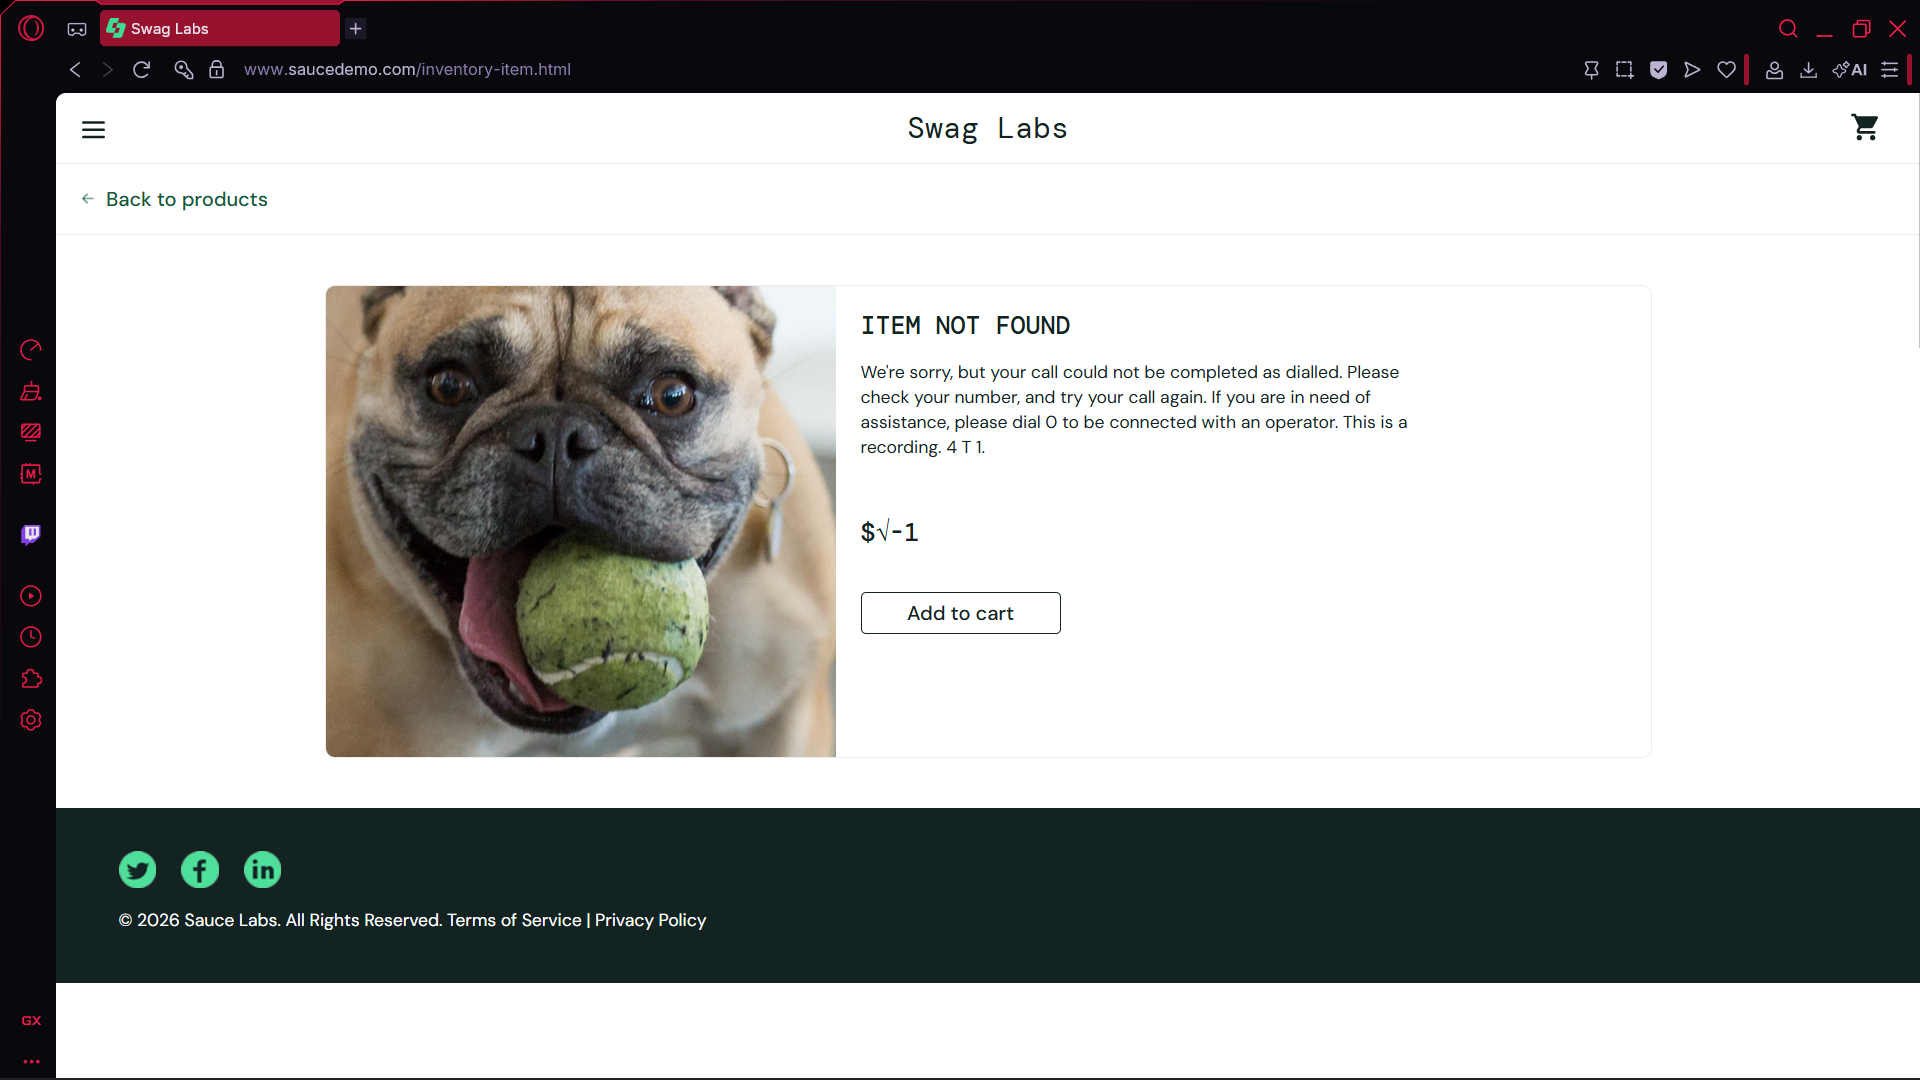 Swag Labs
www.saucedemo.com/inventory-item.html
AI
Swag Labs
Back to products
ITEM NOT FOUND
We're sorry, but your call could not be completed as dialled. Please
check your number, and try your call again. If you are in need of
assistance, please dial 0 to be connected with an operator. This is a
recording. 4 T 1.
$√-1
Add to cart
M
© 2026 Sauce Labs. All Rights Reserved. Terms of Service | Privacy Policy
GX